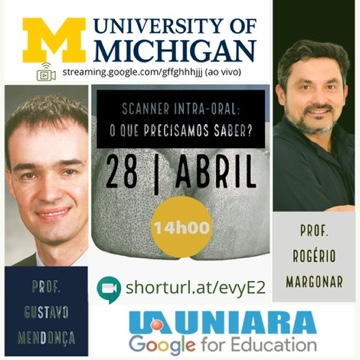 M UNIVERSITY OF
MICHIGAN
streaming.google.com/gffghhhjjj (ao vivo)
SCANNER INTRA-ORAL:
O QUE PRECISAMOS SABER?
28 | ABRIL
14h00
PROF.
ROGÉRIO
MARGONAR
PROF.
GUSTAVO
MENDONÇA
shorturl.at/evyE2
UNIARA
Google for Education